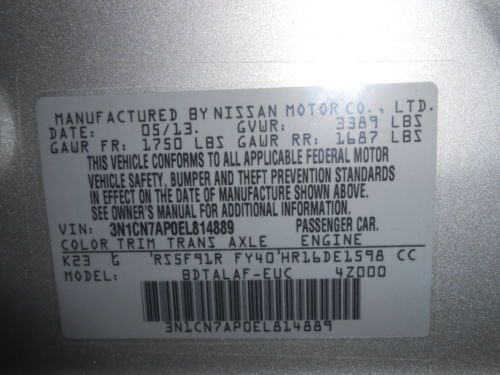 MANUFACTURED BY NISSAN MOTOR CO., LTD.
DATE: 05/13. GVWR: 3389 LBS
GAWR FR: 1750 LBS GAWR RR: 1687 LBS
THIS VEHICLE CONFORMS TO ALL APPLICABLE FEDERAL MOTOR
VEHICLE SAFETY, BUMPER AND THEFT PREVENTION STANDARDS
IN EFFECT ON THE DATE OF MANUFACTURE SHOWN ABOVE.
SEE OWNER'S MANUAL FOR ADDITIONAL INFORMATION.
VIN: 3N1CN7AP0EL814889 PASSENGER CAR.
COLOR TRIM TRANS AXLE ENGINE
K23 G 'RS5F91R FY40'HR16DE1598 CC
MODEL: BDTALAF-EUC 4Z000
3N1CN7AP0EL814889